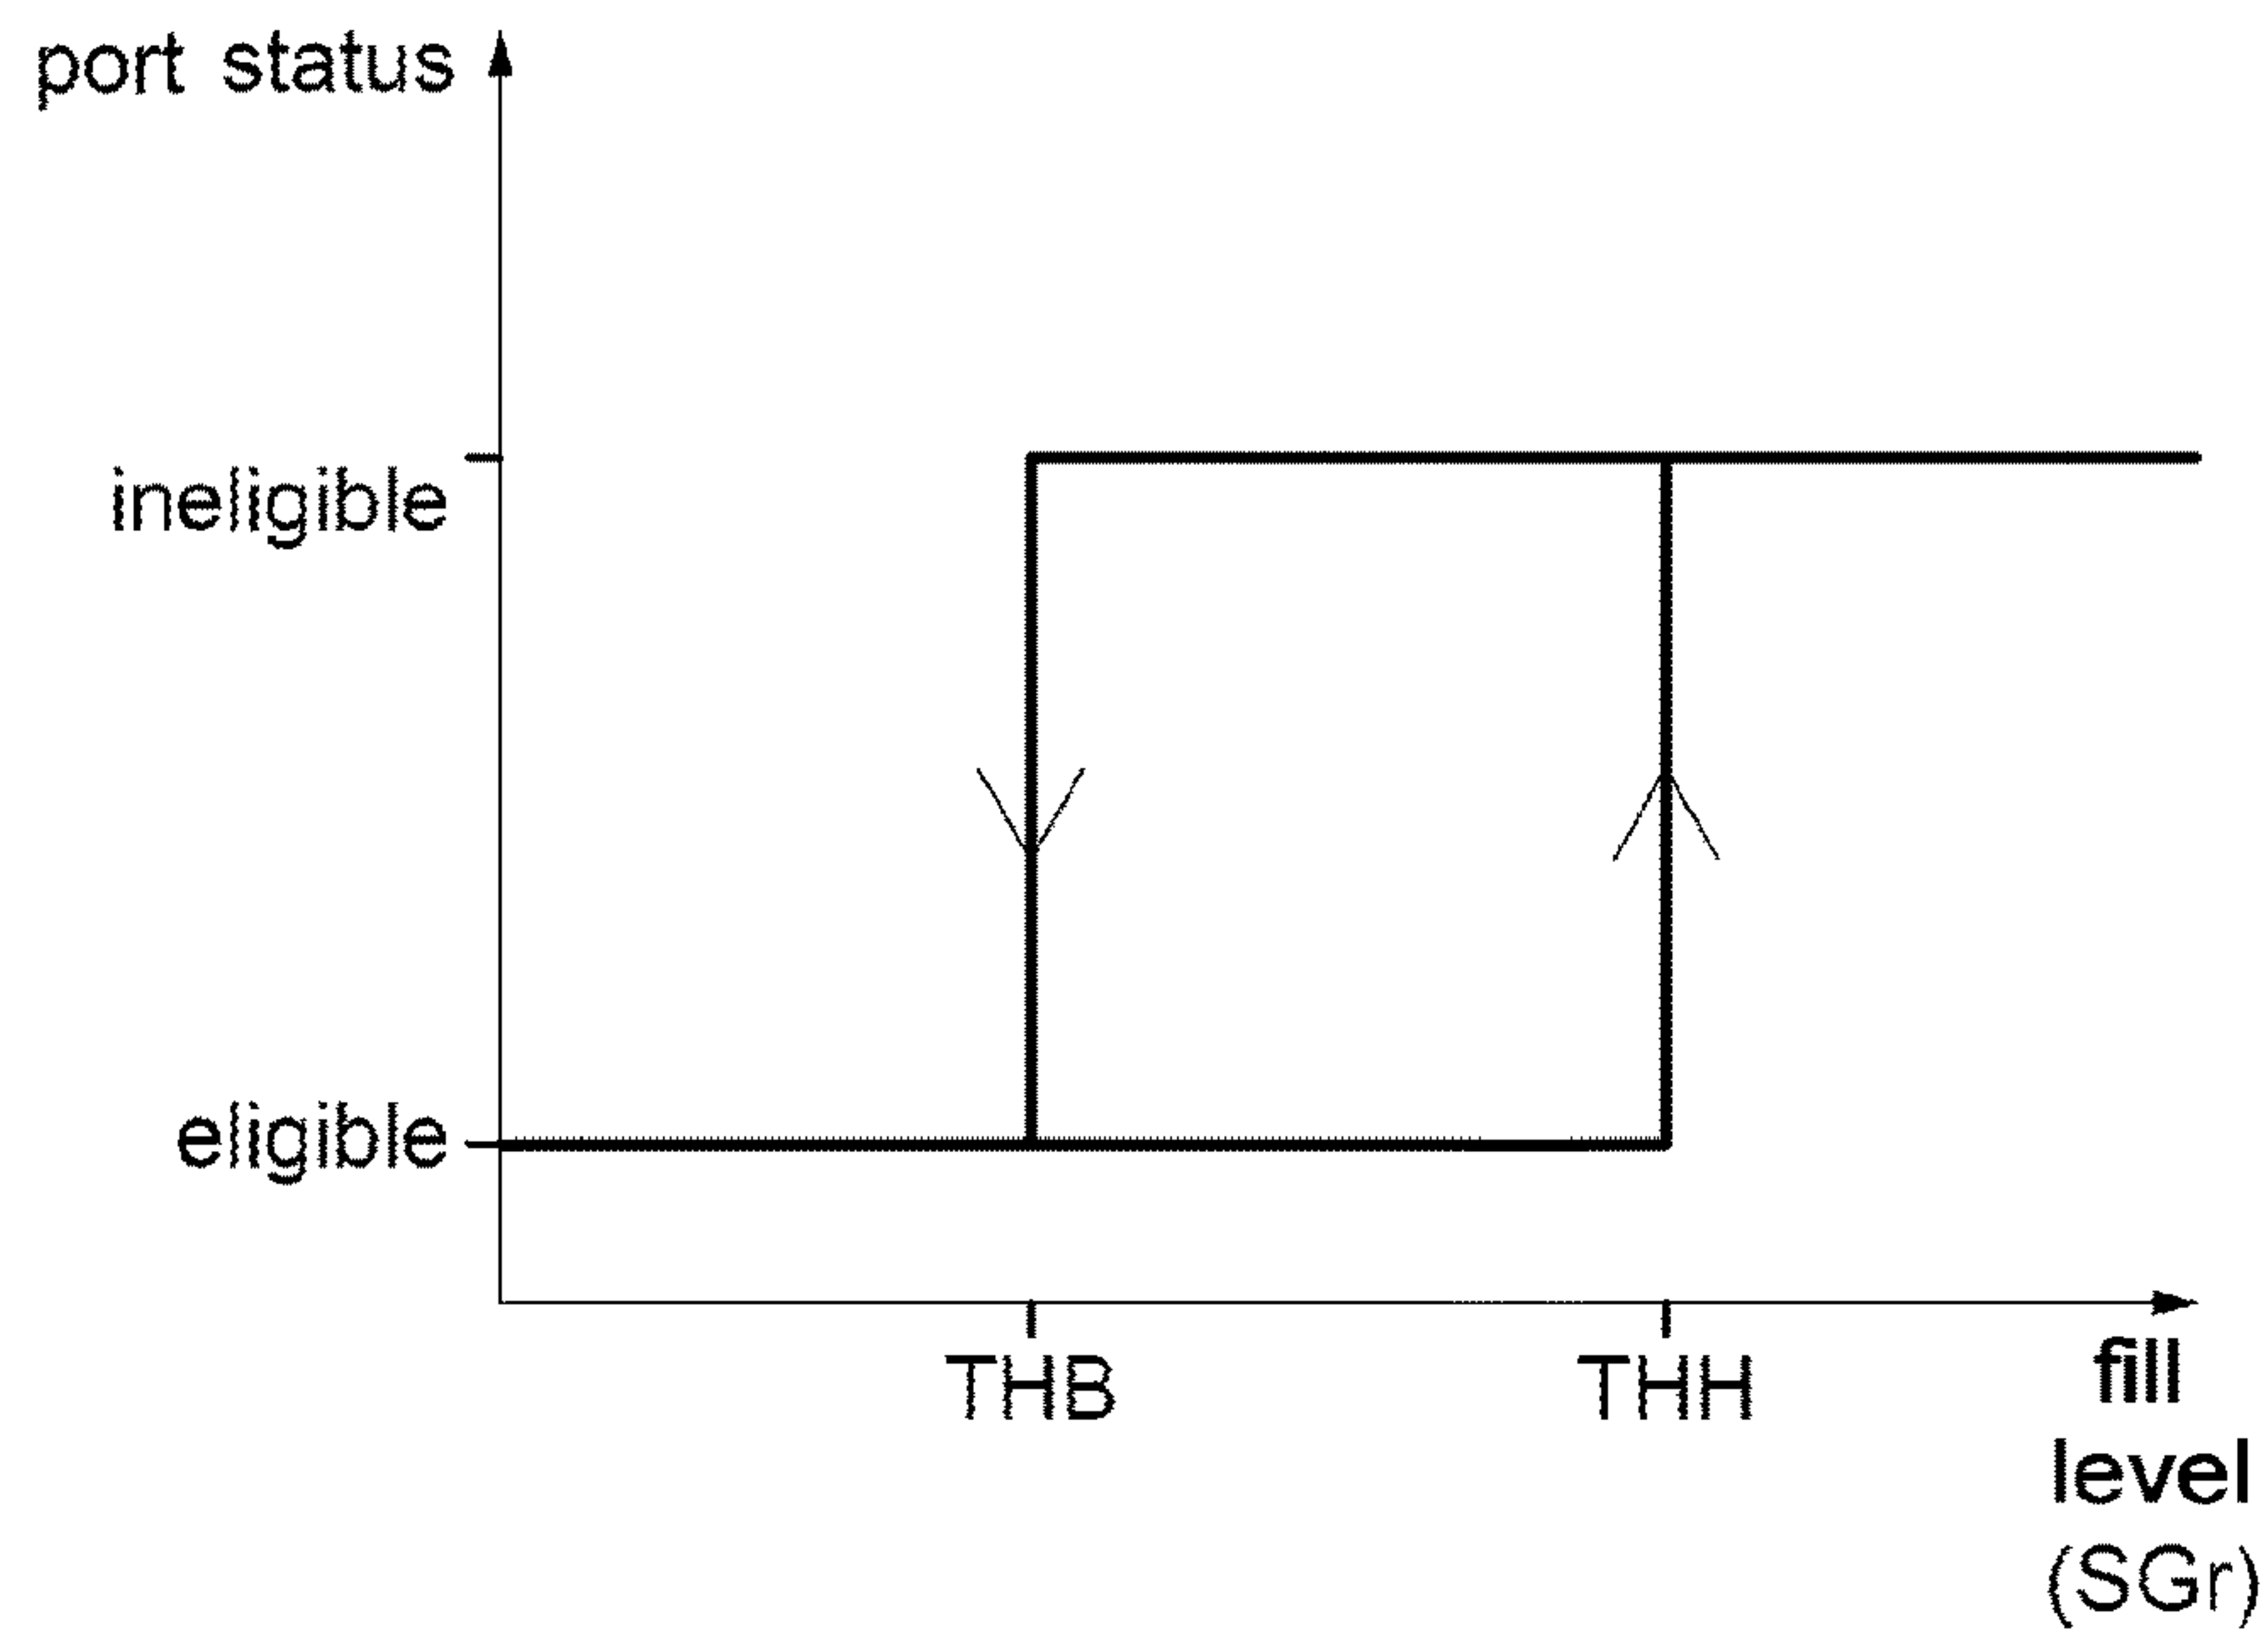 port status
ineligible
eligible
THB
THH
fill
level
(SGr)